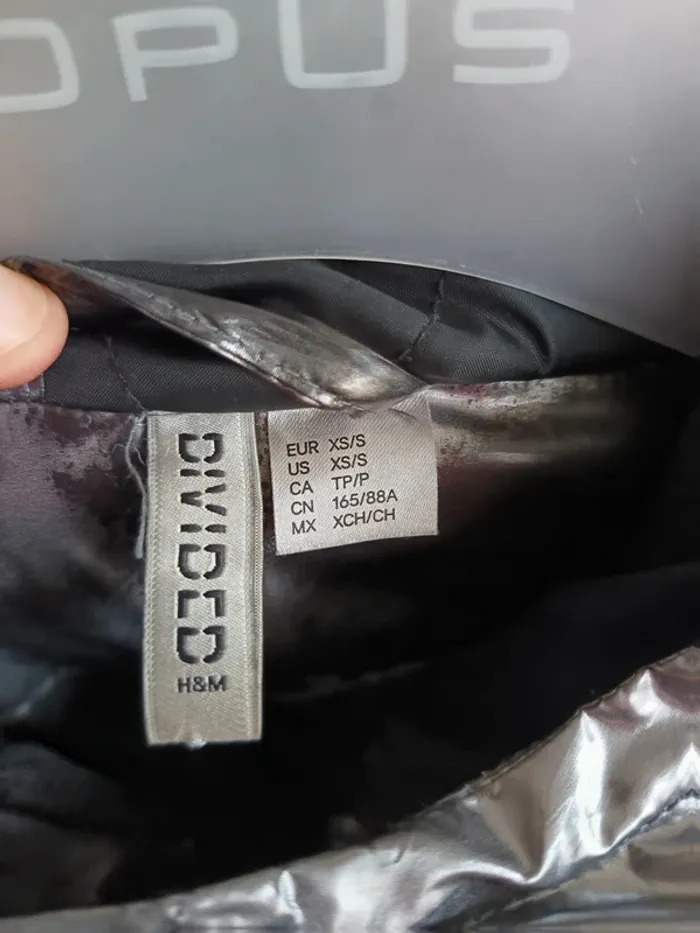 OPUS
DIVIDED
H&M
EUR XS/S
US XS/S
CA TP/P
CN 165/88A
MX XCH/CH